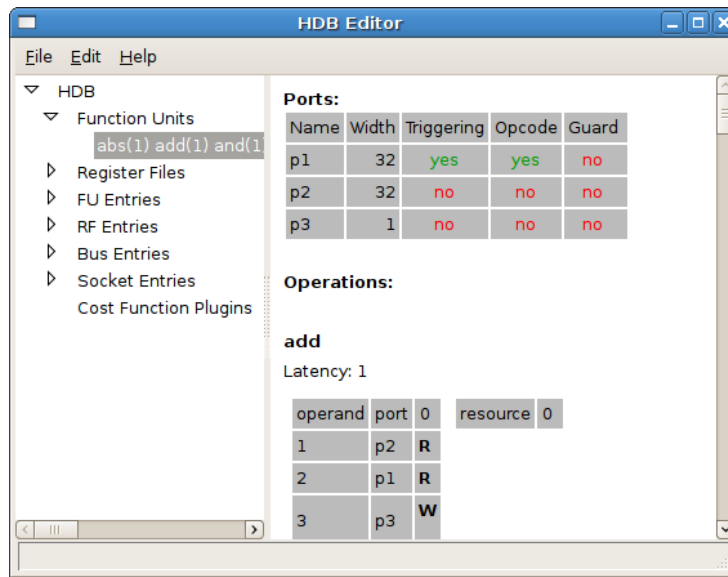 HDB Editor
File Edit Help
HDB
Function Units
abs(1) add(1) and(1)
Register Files
FU Entries
RF Entries
Bus Entries
Socket Entries
Cost Function Plugins
Ports:
Name Width Triggering Opcode Guard
p1 32 yes yes no
p2 32 no no no
p3 1 no no no
Operations:
add
Latency: 1
operand port 0 resource 0
1 p2 R
2 p1 R
3 p3 W